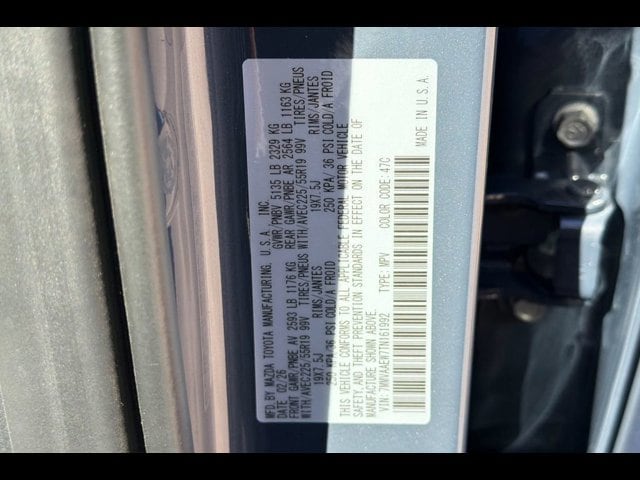 MFD.BY MAZDA TOYOTA MANUFACTURING, U.S.A. INC.
DATE 02/26 GVWR/PNBV 5135 LB 2329 KG
FRONT GAWR/PNBE AV 2593 LB 1176 KG REAR GAWR/PNBE AR 2564 LB 1163 KG
WITH/AVEC225/55R19 99V TIRES/PNEUS WITH/AVEC225/55R19 99V TIRES/PNEUS
19X7.5J RIMS/JANTES 19X7.5J RIMS/JANTES
250 KPA/36 PSI COLD/A FROID 250 KPA/ 36 PSI COLD/A FROID
THIS VEHICLE CONFORMS TO ALL APPLICABLE FEDERAL MOTOR VEHICLE
SAFETY,AND THEFT PREVENTION STANDARDS IN EFFECT ON THE DATE OF
MANUFACTURE SHOWN ABOVE.
TYPE:MPV COLOR CODE:47C
MADE IN U.S.A.